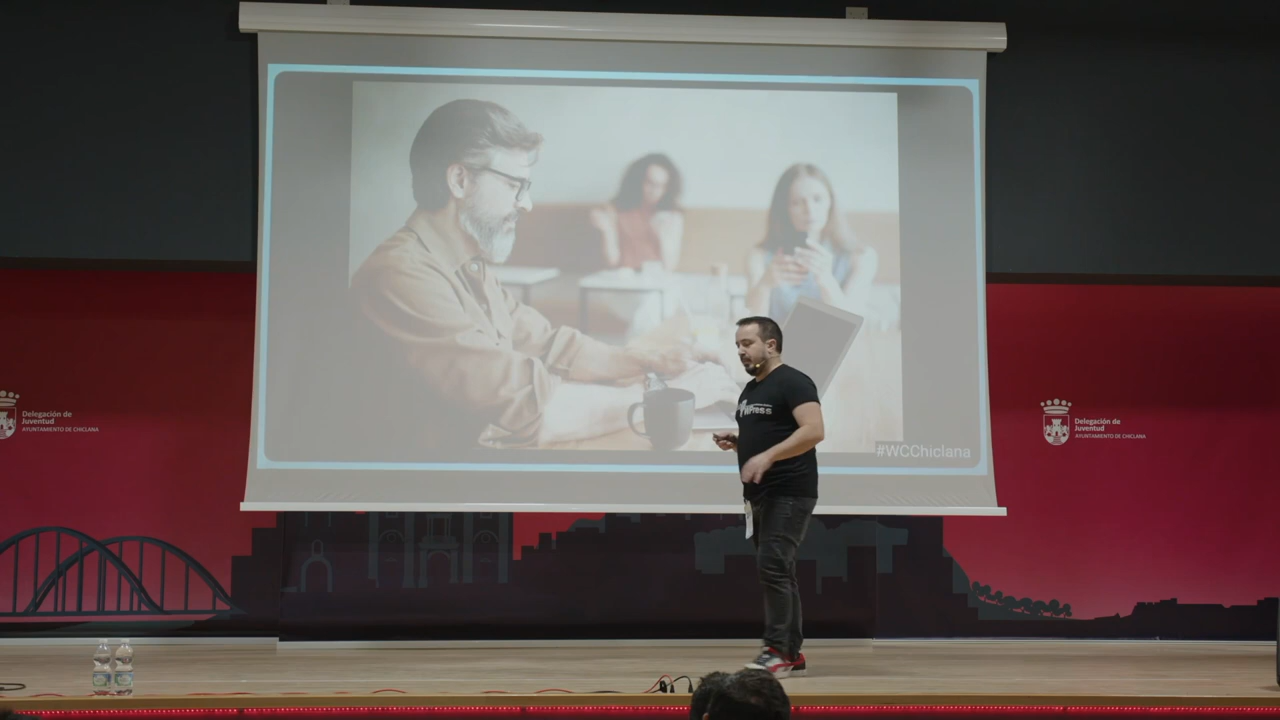 #WCChiclana
Delegación de
Juventud
AYUNTAMIENTO DE CHICLANA
Delegación de
Juventud
AYUNTAMIENTO DE CHICLANA